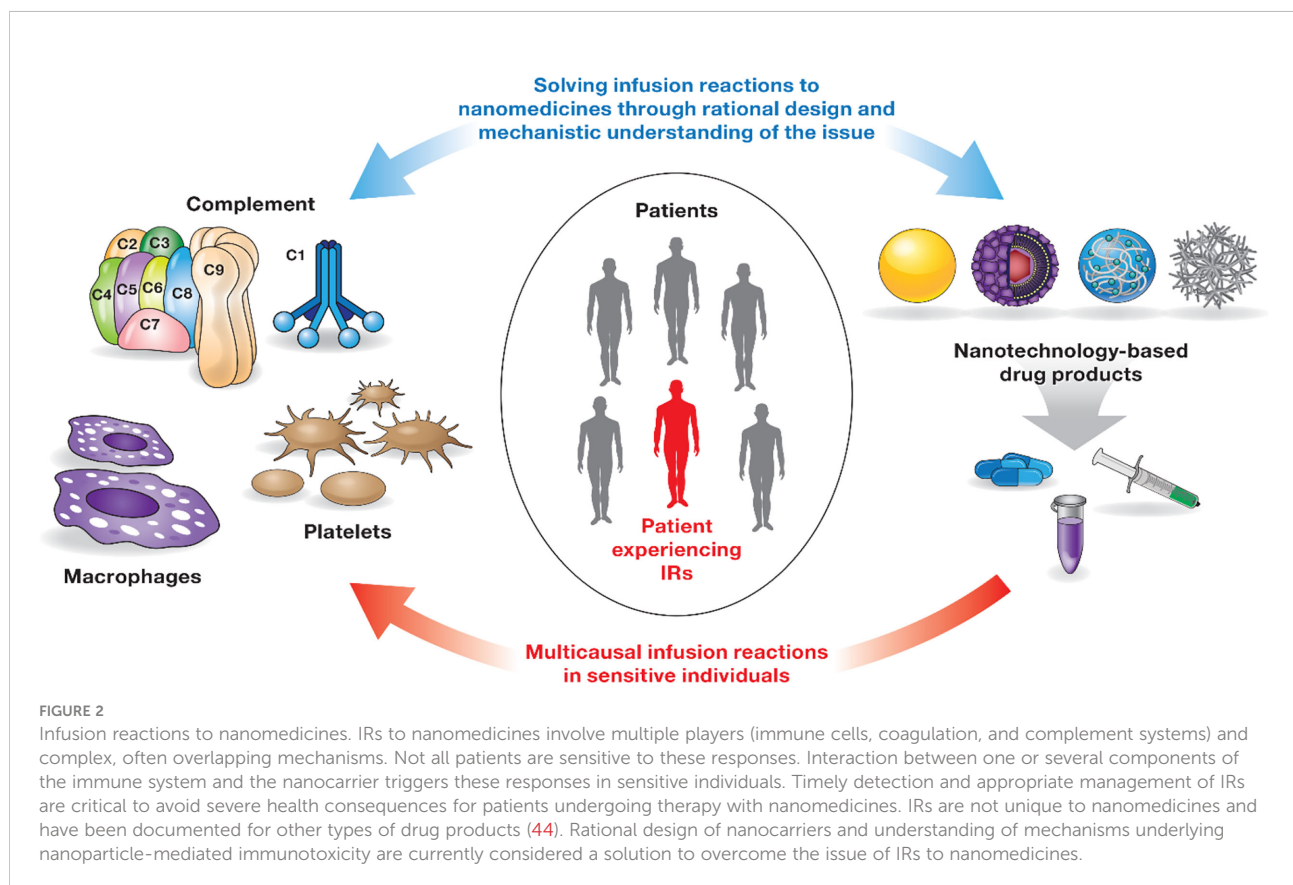 Solving infusion reactions to
nanomedicines through rational design and
mechanistic understanding of the issue
Complement
C2
C3
C9
C1
C4
C5
C6
C8
C7
Patients
Nanotechnology-based
drug products
Platelets
Macrophages
Patient
experiencing
IRs
Multicausal infusion reactions
in sensitive individuals
FIGURE 2
Infusion reactions to nanomedicines. IRs to nanomedicines involve multiple players (immune cells, coagulation, and complement systems) and
complex, often overlapping mechanisms. Not all patients are sensitive to these responses. Interaction between one or several components of
the immune system and the nanocarrier triggers these responses in sensitive individuals. Timely detection and appropriate management of IRs
are critical to avoid severe health consequences for patients undergoing therapy with nanomedicines. IRs are not unique to nanomedicines and
have been documented for other types of drug products (44). Rational design of nanocarriers and understanding of mechanisms underlying
nanoparticle-mediated immunotoxicity are currently considered a solution to overcome the issue of IRs to nanomedicines.